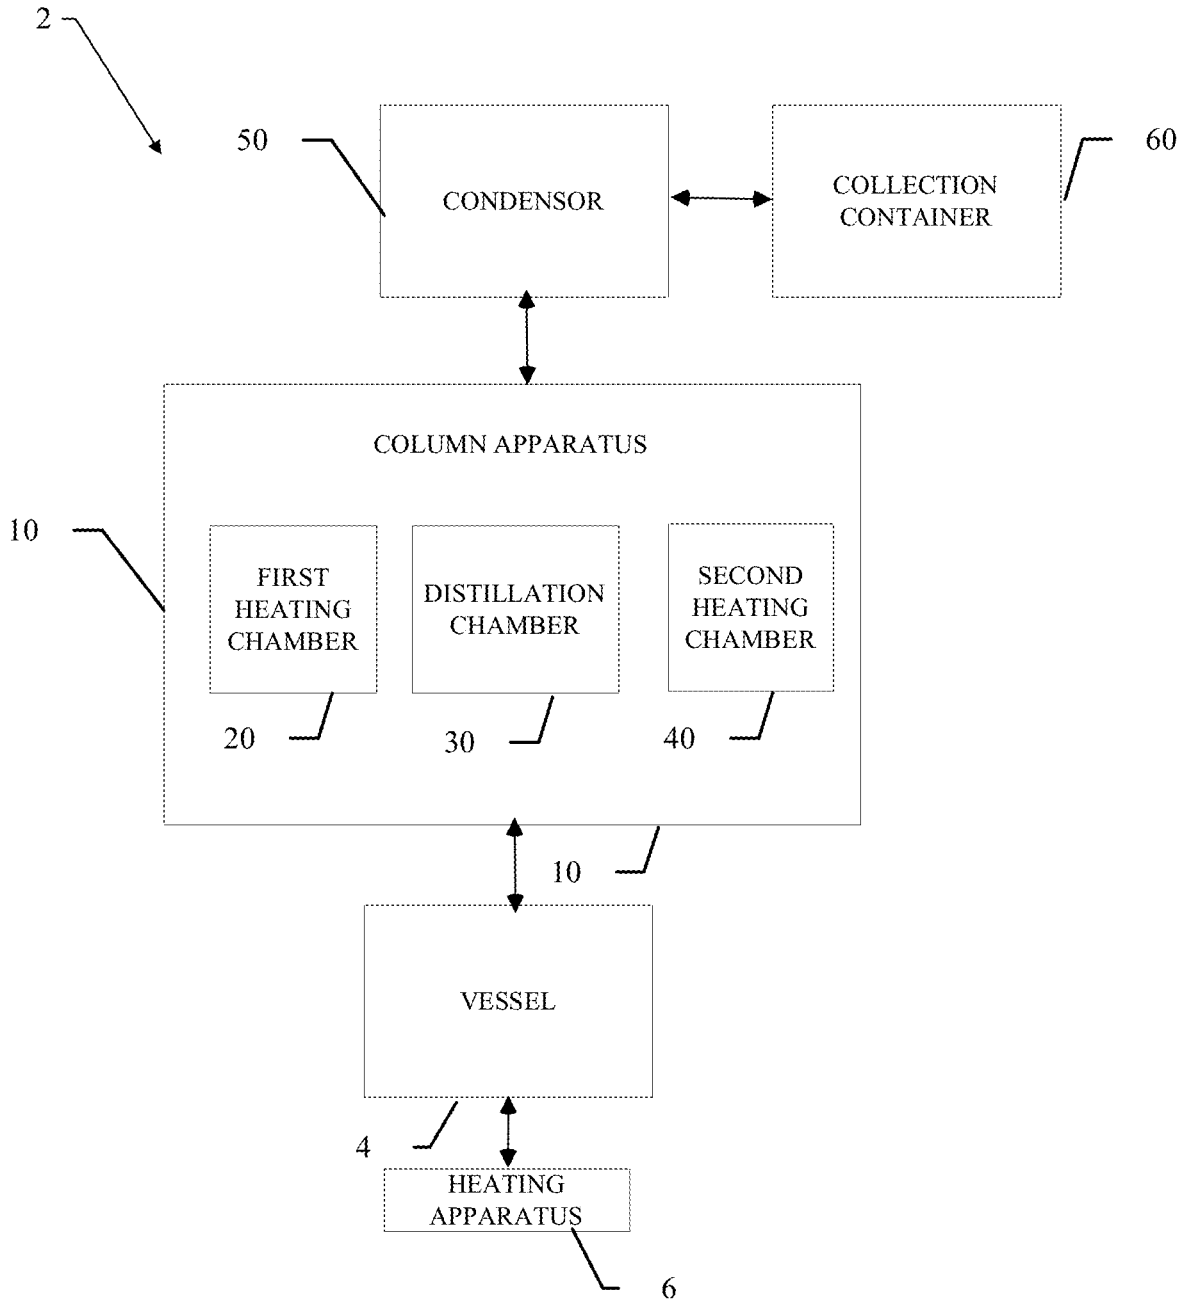 2
50
CONDENSOR
COLLECTION
CONTAINER
60
COLUMN APPARATUS
10
FIRST
HEATING
CHAMBER
DISTILLATION
CHAMBER
SECOND
HEATING
CHAMBER
20
30
40
10
VESSEL
4
HEATING
APPARATUS
6